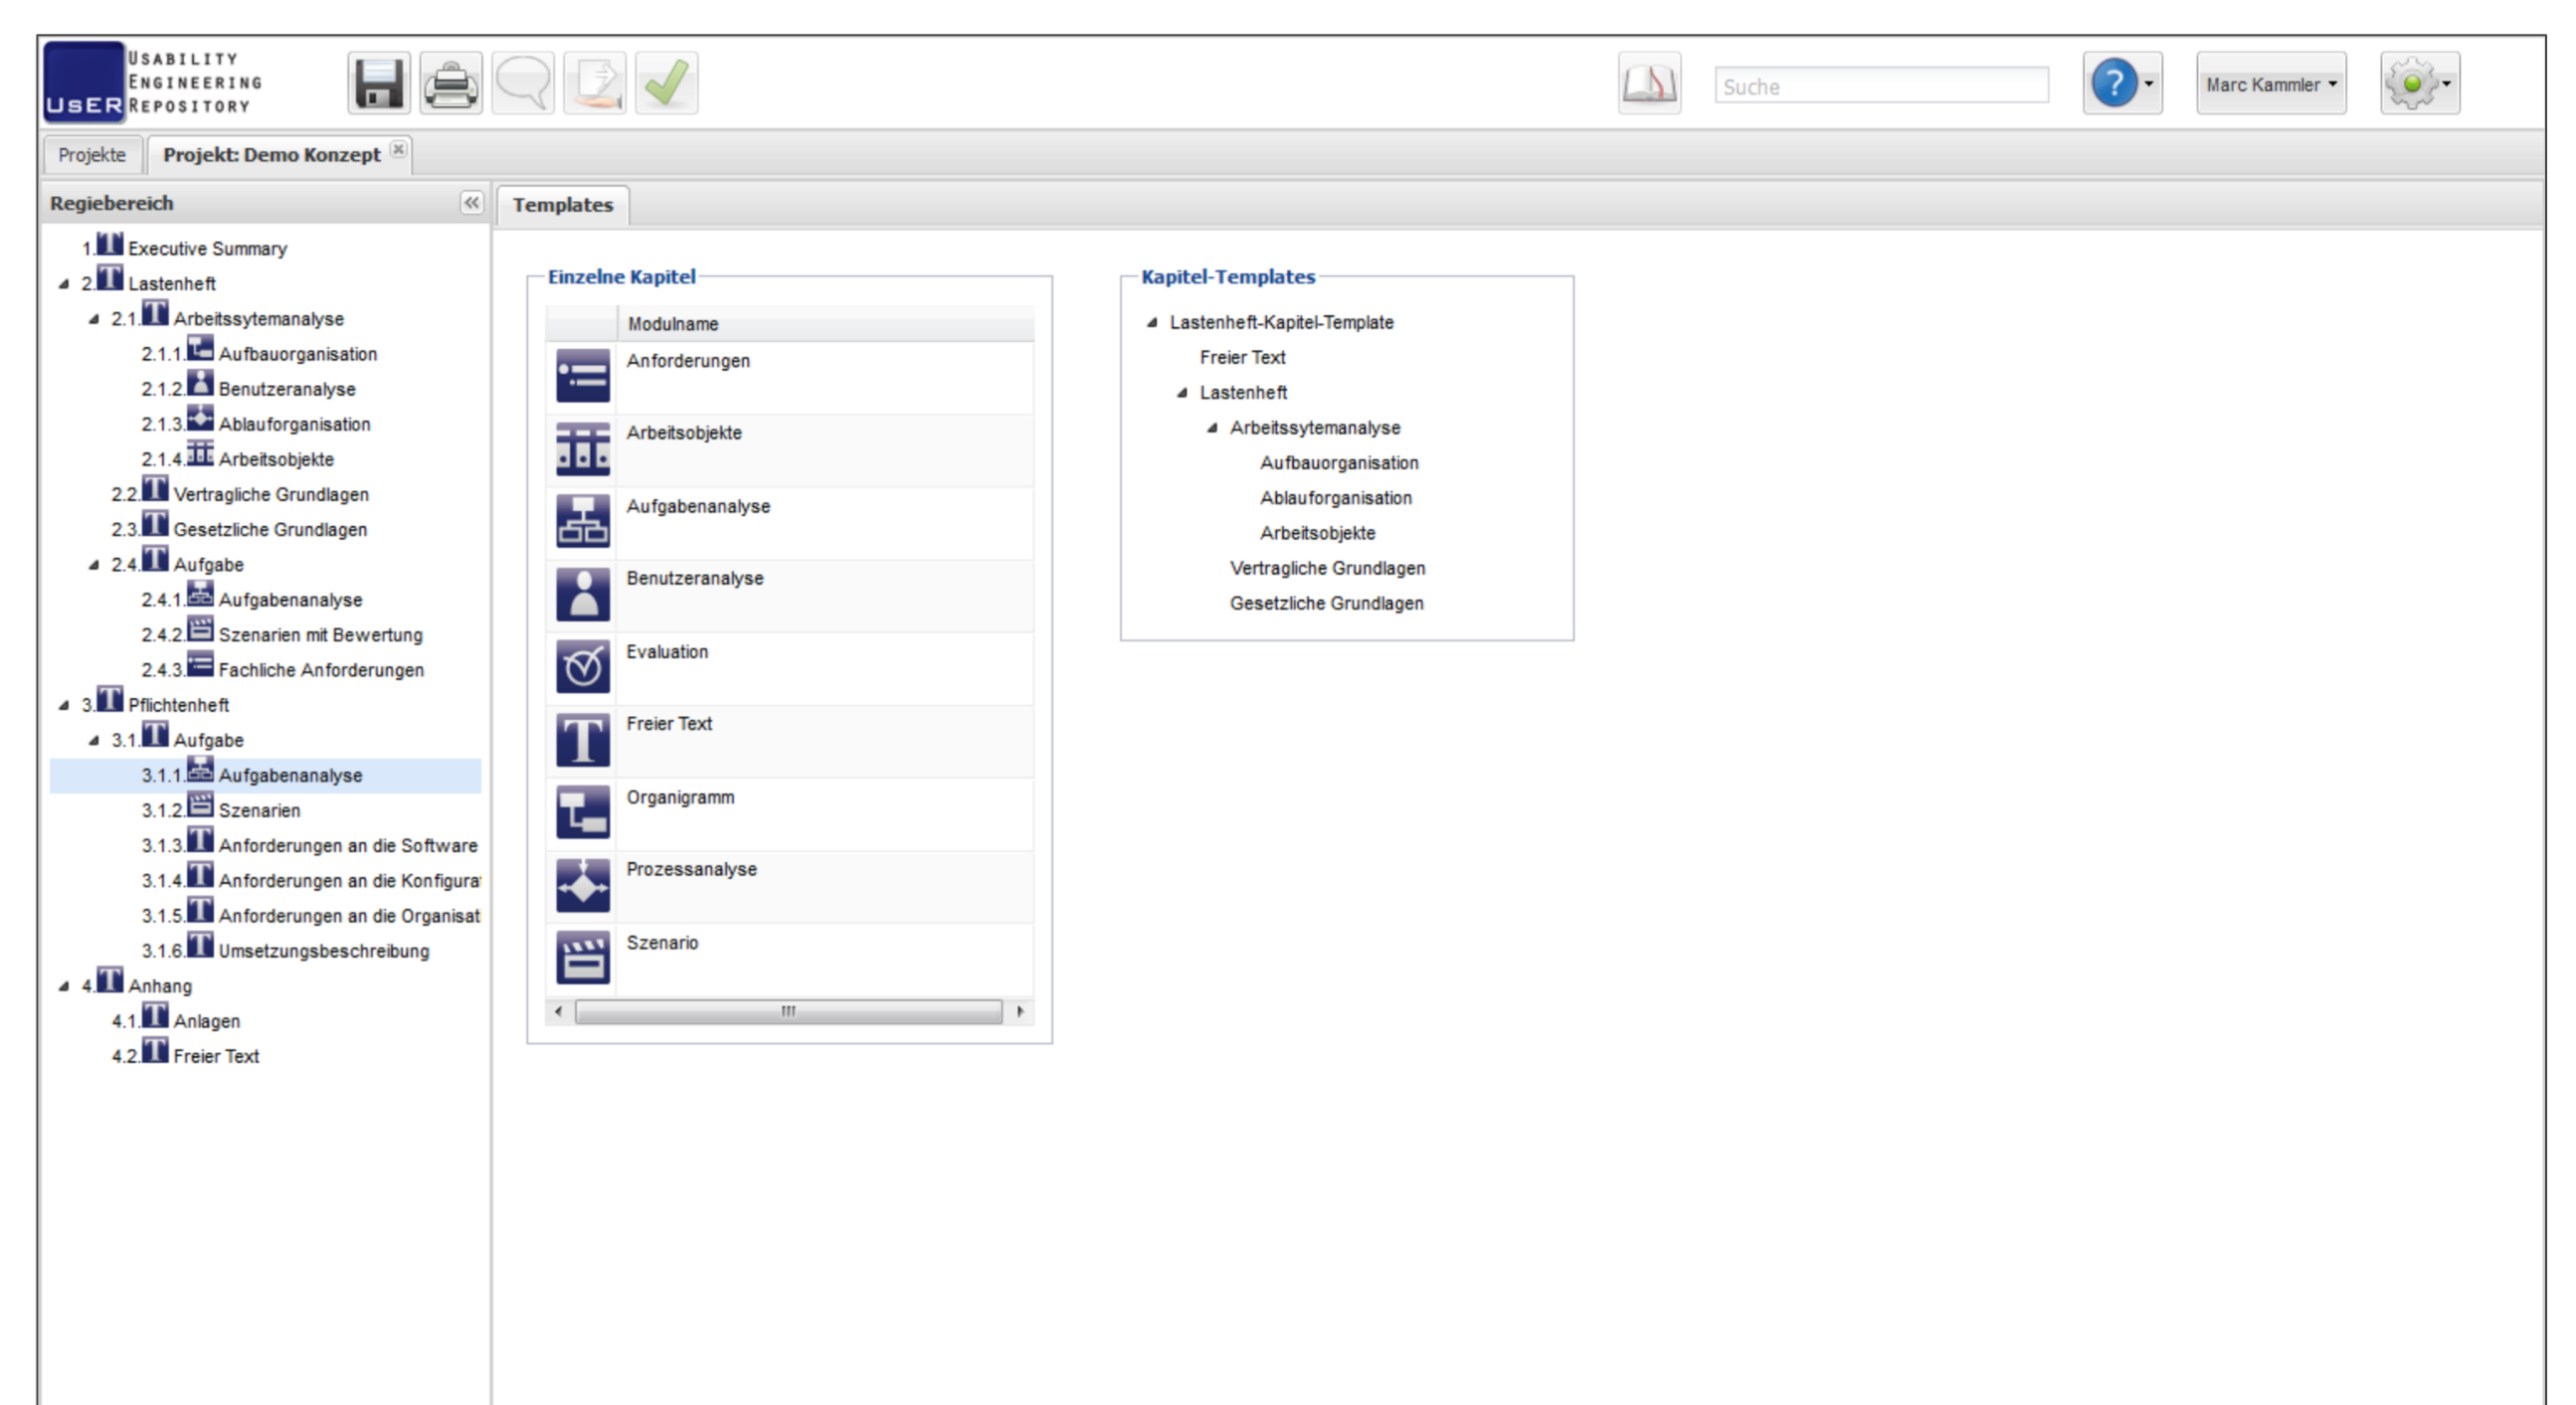 USABILITY
ENGINEERING
REPOSITORY
UsER
Suche
?
Marc Kammler
Projekte
Projekt: Demo Konzept
Regiebereich
Templates
1. T Executive Summary
2. T Lastenheft
2.1. T Arbeitssytemanalyse
2.1.1. Aufbauorganisation
2.1.2. Benutzeranalyse
2.1.3. Ablauforganisation
2.1.4. Arbeitsobjekte
2.2. T Vertragliche Grundlagen
2.3. T Gesetzliche Grundlagen
2.4. T Aufgabe
2.4.1. Aufgabenanalyse
2.4.2. Szenarien mit Bewertung
2.4.3. Fachliche Anforderungen
3. T Pflichtenheft
3.1. T Aufgabe
3.1.1. Aufgabenanalyse
3.1.2. Szenarien
3.1.3. T Anforderungen an die Software
3.1.4. T Anforderungen an die Konfigura
3.1.5. T Anforderungen an die Organisat
3.1.6. T Umsetzungsbeschreibung
4. T Anhang
4.1. T Anlagen
4.2. T Freier Text
Einzelne Kapitel
Modulname
Anforderungen
Arbeitsobjekte
Aufgabenanalyse
Benutzeranalyse
Evaluation
T Freier Text
Organigramm
Prozessanalyse
Szenario
Kapitel-Templates
Lastenheft-Kapitel-Template
Freier Text
Lastenheft
Arbeitssytemanalyse
Aufbauorganisation
Ablauforganisation
Arbeitsobjekte
Vertragliche Grundlagen
Gesetzliche Grundlagen